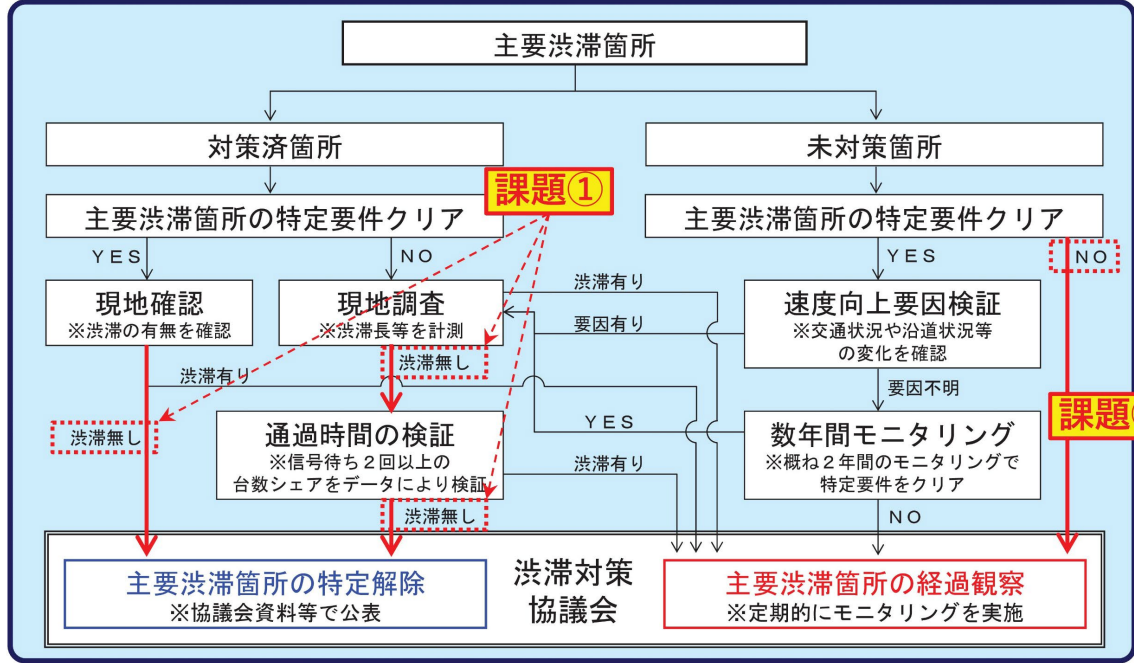 主要渋滞箇所
対策済箇所
未対策箇所
課題①
主要渋滞箇所の特定要件クリア
主要渋滞箇所の特定要件クリア
YES
NO
YES
NO
現地確認
※渋滞の有無を確認
現地調査
※渋滞長等を計測
渋滞有り
要因有り
速度向上要因検証
※交通状況や沿道状況等
の変化を確認
渋滞無し
渋滞有り
要因不明
渋滞無し
通過時間の検証
※信号待ち2回以上の
台数シェアをデータにより検証
YES
渋滞有り
数年間モニタリング
※概ね2年間のモニタリングで
特定要件をクリア
課題
渋滞無し
NO
主要渋滞箇所の特定解除
※協議会資料等で公表
渋滞対策
協議会
主要渋滞箇所の経過観察
※定期的にモニタリングを実施